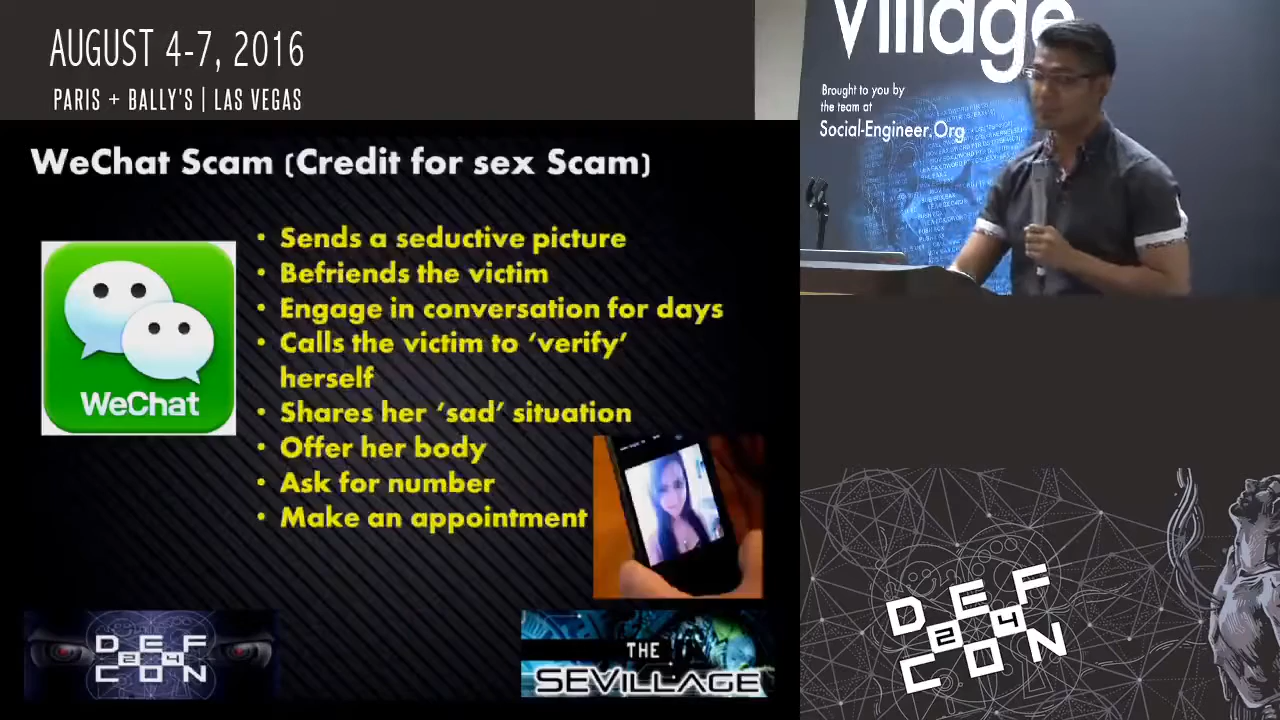 AUGUST 4-7, 2016
PARIS + BALLY'S | LAS VEGAS
Village
Brought to you by
the team at
Social-Engineer.Org
WeChat Scam (Credit for sex Scam)
• Sends a seductive picture
• Befriends the victim
• Engage in conversation for days
• Calls the victim to ‘verify’
herself
• Shares her ‘sad’ situation
• Offer her body
• Ask for number
• Make an appointment
WeChat
DEF
24
CON
THE
SEVILLAGE
DEF
24
CON